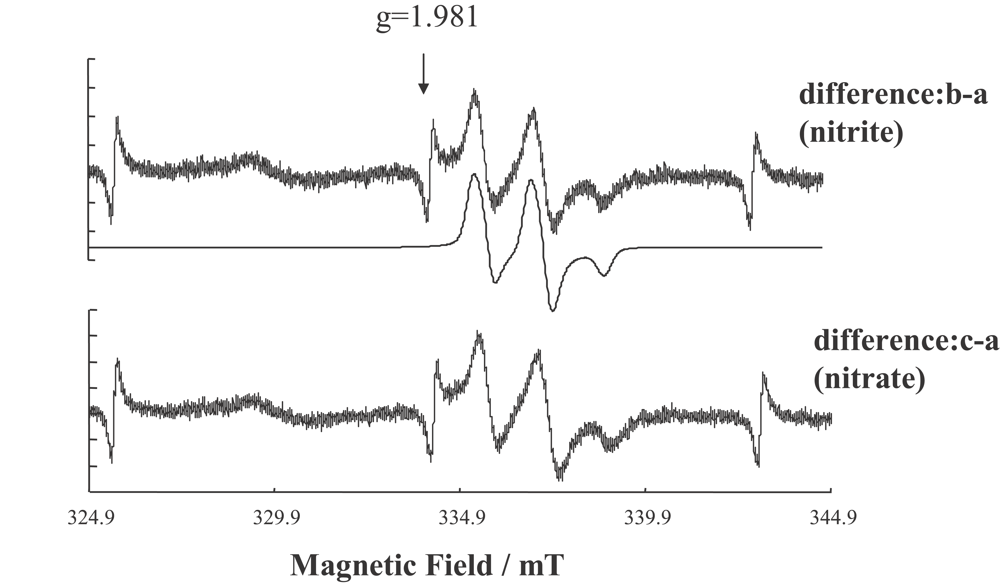 g=1.981
difference:b-a
(nitrite)
difference:c-a
(nitrate)
324.9 329.9 334.9 339.9 344.9
Magnetic Field / mT